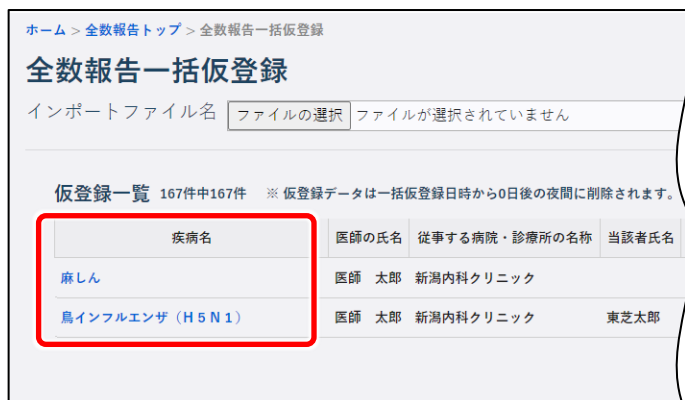 ホーム > 全数報告トップ > 全数報告一括仮登録
全数報告一括仮登録
インポートファイル名 ファイルの選択 ファイルが選択されていません
仮登録一覧 167件中167件 ※ 仮登録データは一括仮登録日時から0日後の夜間に削除されます。
疾病名 医師の氏名 従事する病院・診療所の名称 当該者氏名
麻しん 医師 太郎 新潟内科クリニック
鳥インフルエンザ（H5N1） 医師 太郎 新潟内科クリニック 東芝太郎